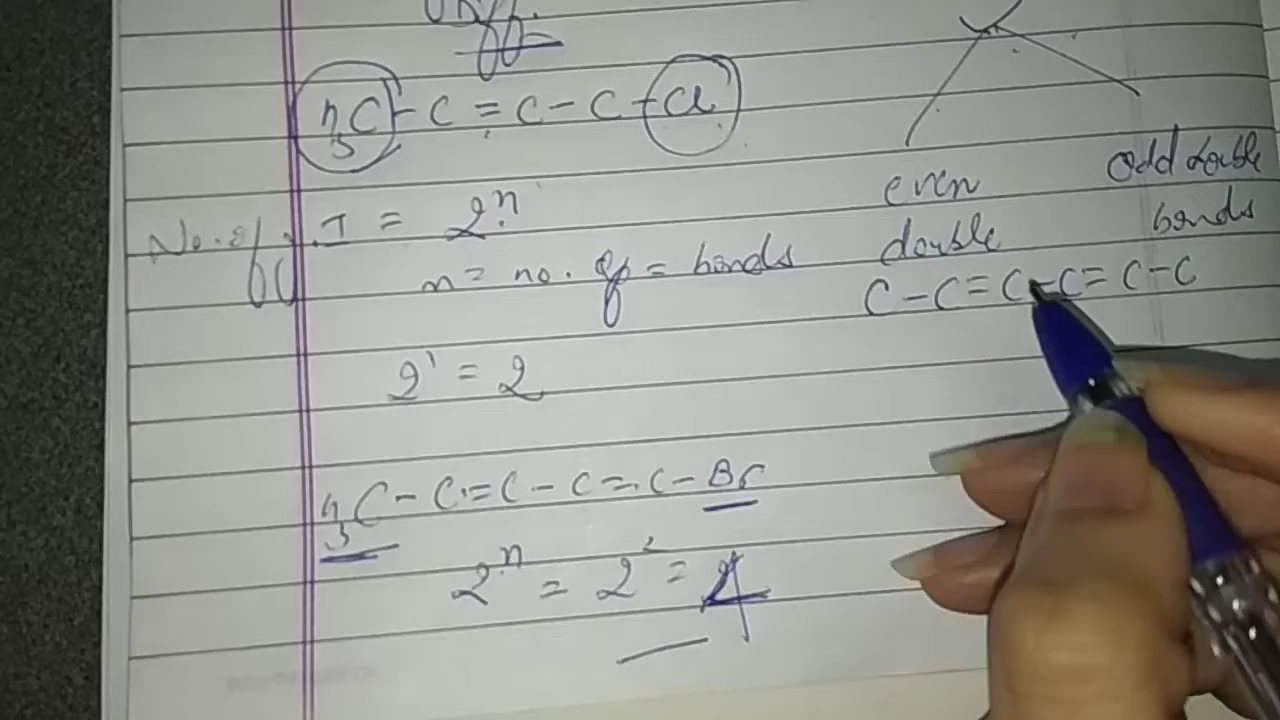 Diff.
H3C - C = C - C - Cl
No. of G.I = 2^n
n = no. of = bonds
2^1 = 2
H3C - C = C - C = C - Br
2^n = 2^2 = 4
even double
odd double bonds
C - C = C - C = C - C